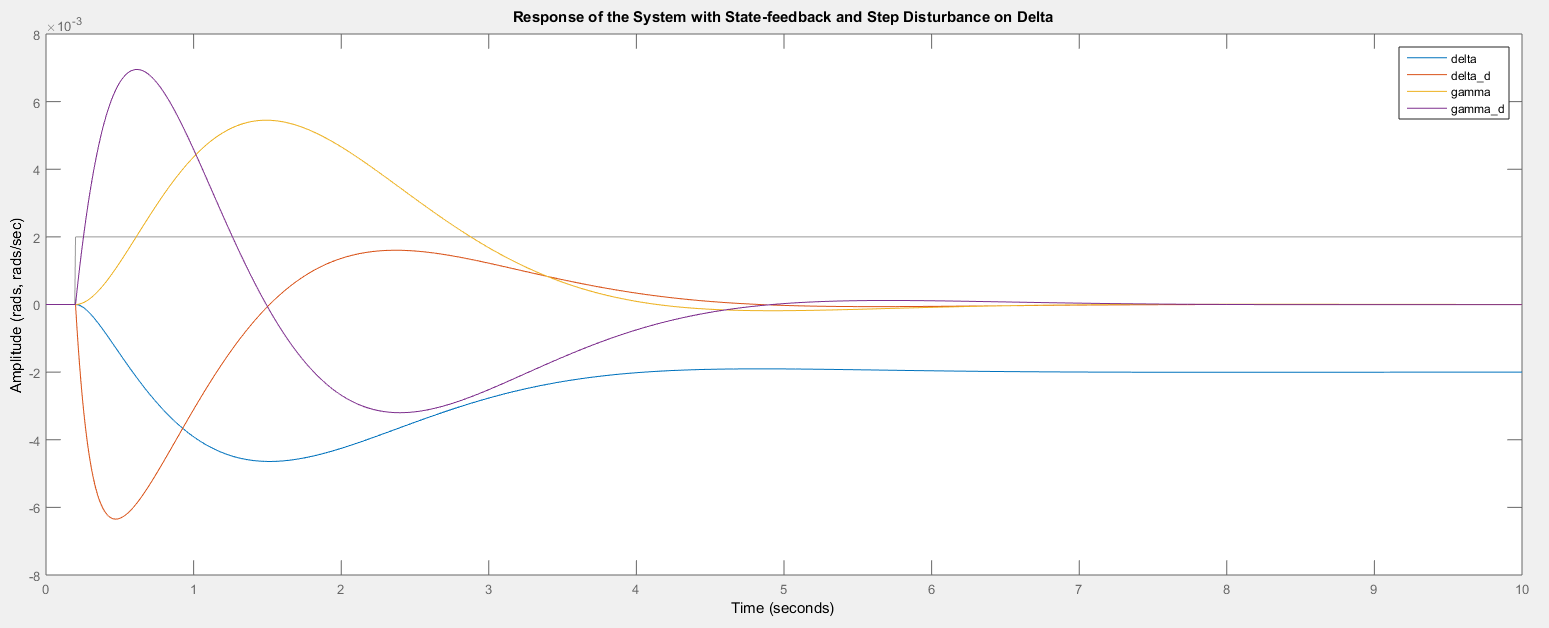 Response of the System with State-feedback and Step Disturbance on Delta
×10-3
8
6
4
2
0
-2
-4
-6
-8
Amplitude (rads, rads/sec)
delta
delta_d
gamma
gamma_d
0 1 2 3 4 5 6 7 8 9 10
Time (seconds)